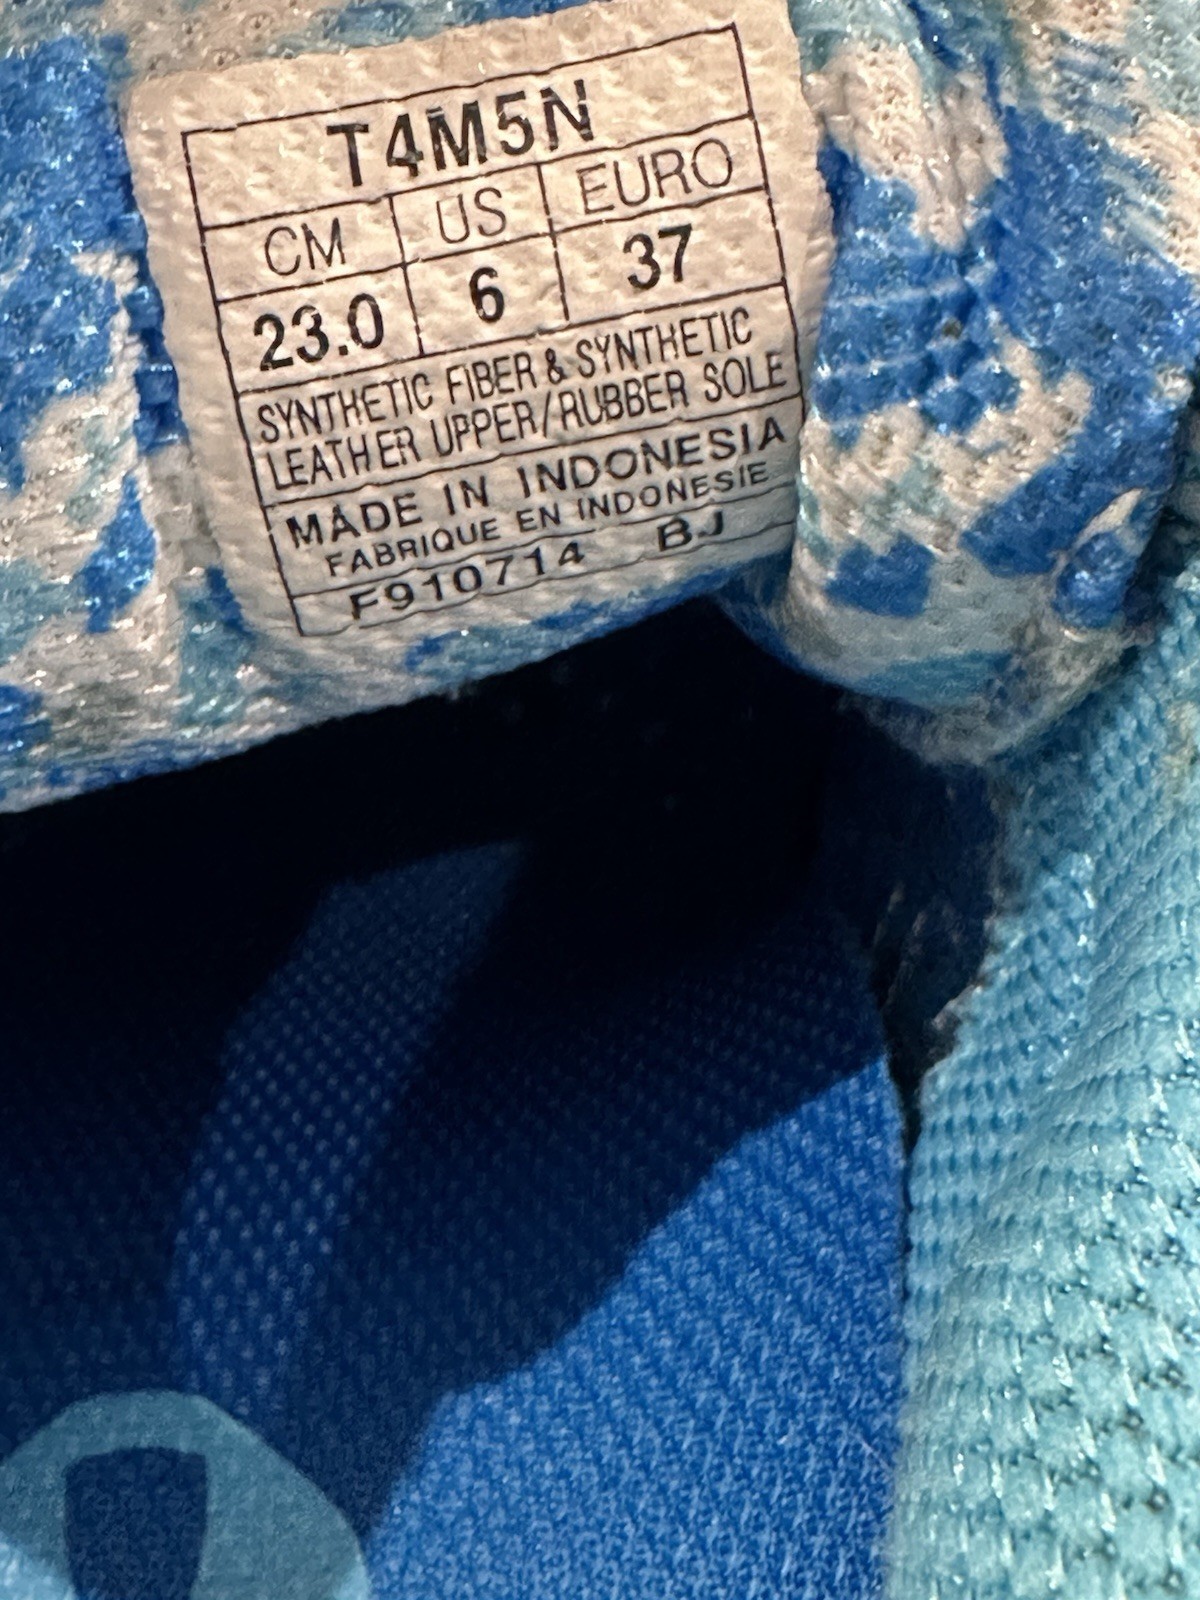 T4M5N
CM US EURO
23.0 6 37
SYNTHETIC FIBER & SYNTHETIC
LEATHER UPPER/RUBBER SOLE
MADE IN INDONESIA
FABRIQUE EN INDONESIE
F910714 BJ